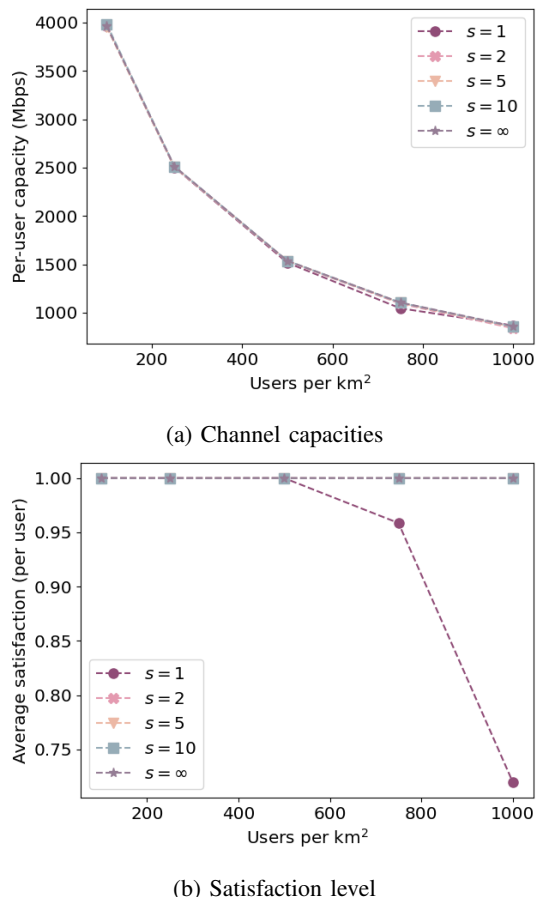 4000
3500
3000
2500
2000
1500
1000
Per-user capacity (Mbps)
s = 1
s = 2
s = 5
s = 10
s = ∞
200 400 600 800 1000
Users per km²
(a) Channel capacities
1.00
0.95
0.90
0.85
0.80
0.75
Average satisfaction (per user)
s = 1
s = 2
s = 5
s = 10
s = ∞
200 400 600 800 1000
Users per km²
(b) Satisfaction level